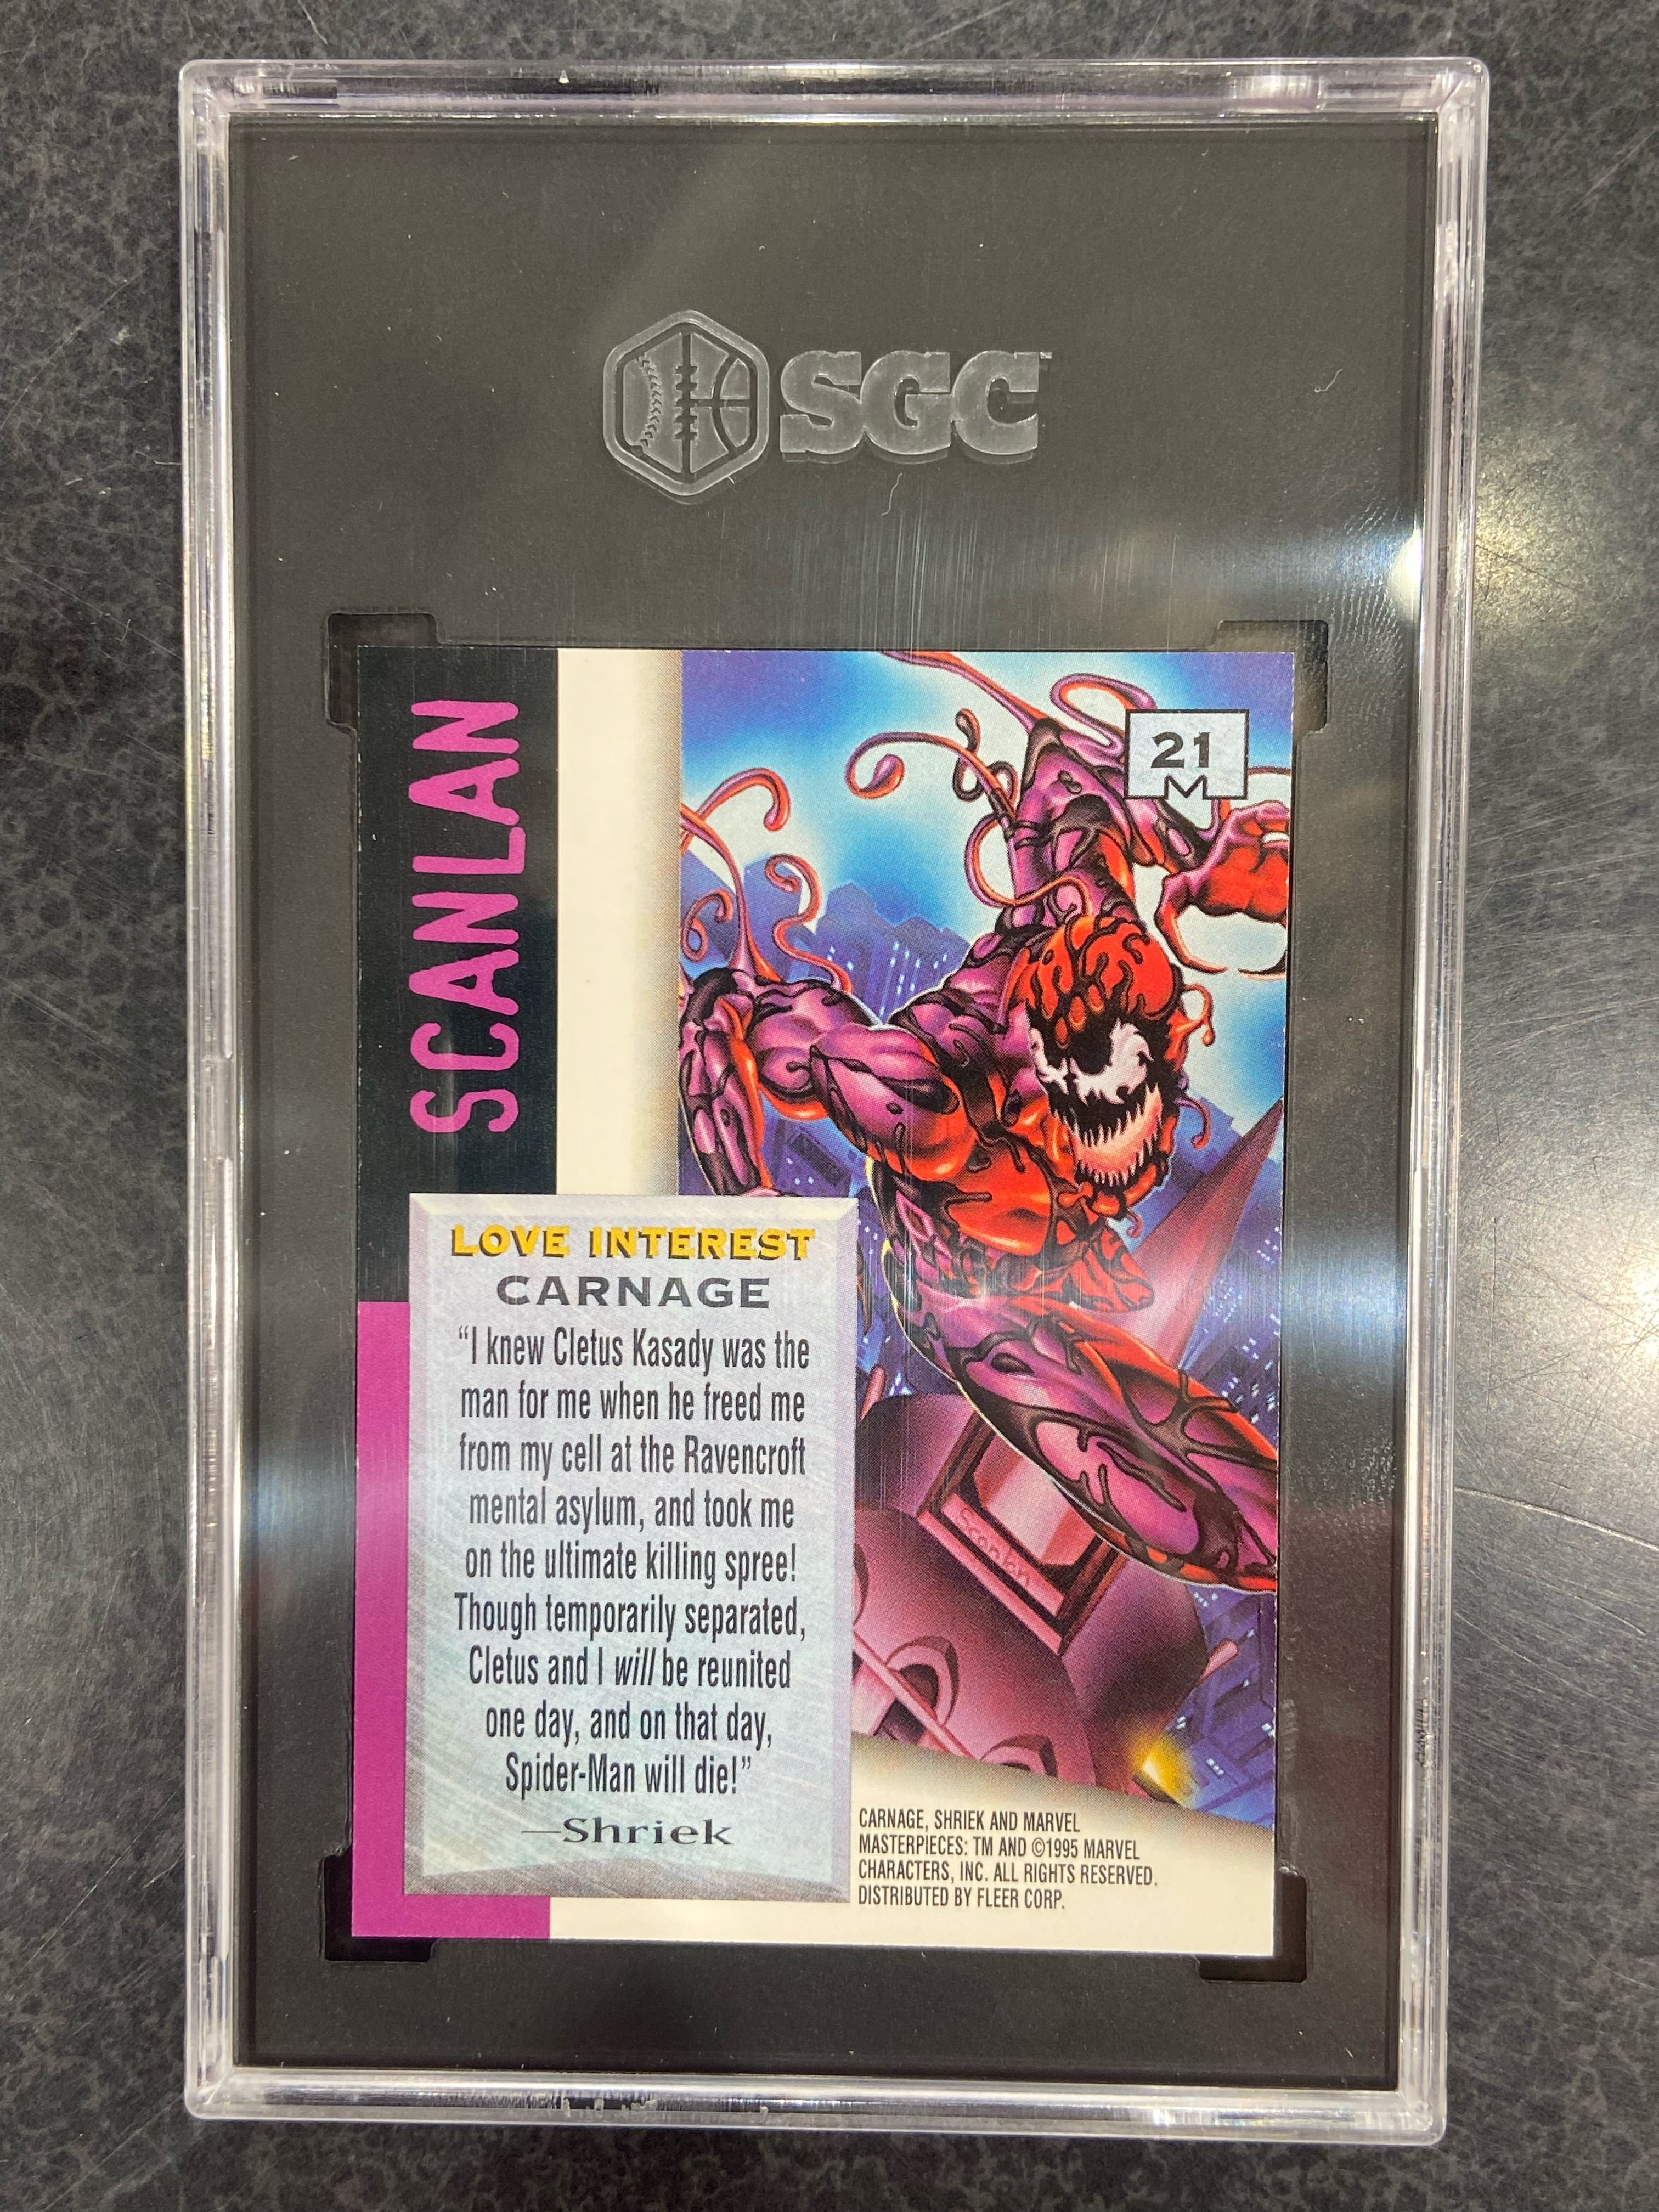 SGC
SCANLAN
21
LOVE INTEREST
CARNAGE
“I knew Cletus Kasady was the
man for me when he freed me
from my cell at the Ravencroft
mental asylum, and took me
on the ultimate killing spree!
Though temporarily separated,
Cletus and I will be reunited
one day, and on that day,
Spider-Man will die!”
—Shriek
Scanlan
CARNAGE, SHRIEK AND MARVEL
MASTERPIECES: TM AND ©1995 MARVEL
CHARACTERS, INC. ALL RIGHTS RESERVED.
DISTRIBUTED BY FLEER CORP.